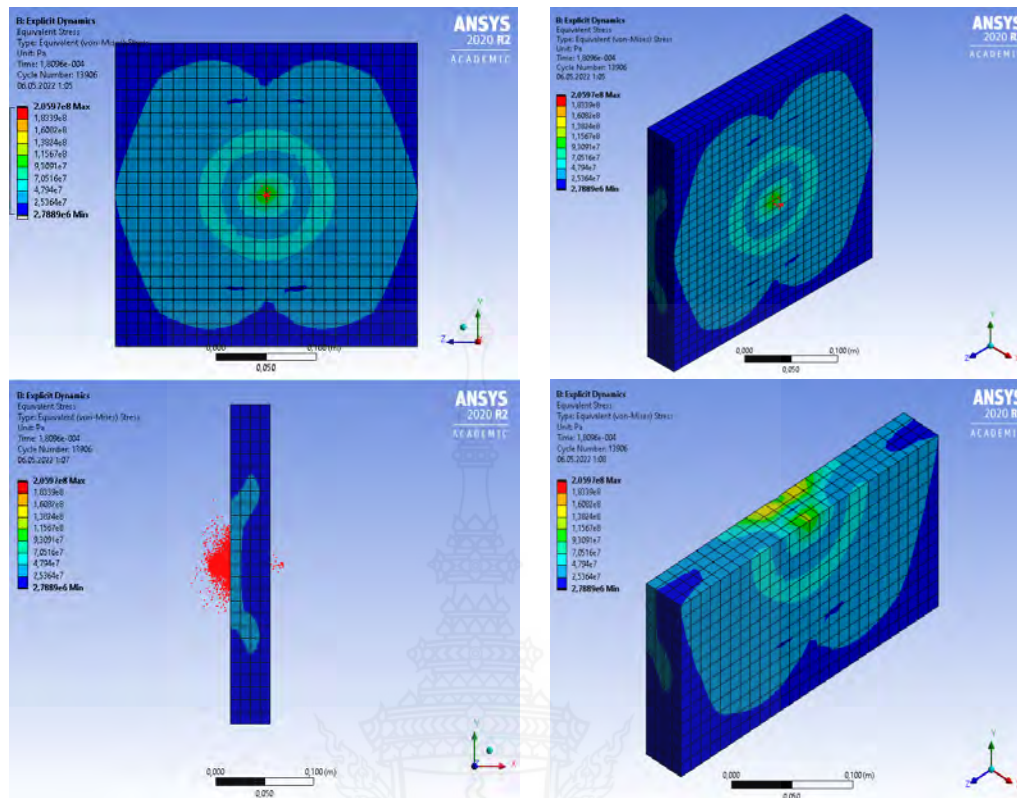 B: Explicit Dynamics
Equivalent Stress
Type: Equivalent (von-Mises) Stress
Unit: Pa
Time: 1,8096e-004
Cycle Number: 13906
06.05.2022 1:05
2,0597e8 Max
1,8339e8
1,6082e8
1,3824e8
1,1567e8
9,3091e7
7,0516e7
4,794e7
2,5364e7
2,7889e6 Min
ANSYS
2020 R2
ACADEMIC
Y
Z
0,000
0,100 (m)
0,050
B: Explicit Dynamics
Equivalent Stress
Type: Equivalent (von-Mises) Stress
Unit: Pa
Time: 1,8096e-004
Cycle Number: 13906
06.05.2022 1:05
2,0597e8 Max
1,8339e8
1,6082e8
1,3824e8
1,1567e8
9,3091e7
7,0516e7
4,794e7
2,5364e7
2,7889e6 Min
ANSYS
2020 R2
ACADEMIC
Y
Z
0,000
0,100 (m)
0,050
B: Explicit Dynamics
Equivalent Stress
Type: Equivalent (von-Mises) Stress
Unit: Pa
Time: 1,8096e-004
Cycle Number: 13906
06.05.2022 1:07
2,0597e8 Max
1,8339e8
1,6082e8
1,3824e8
1,1567e8
9,3091e7
7,0516e7
4,794e7
2,5364e7
2,7889e6 Min
ANSYS
2020 R2
ACADEMIC
Y
X
0,000
0,100 (m)
0,050
B: Explicit Dynamics
Equivalent Stress
Type: Equivalent (von-Mises) Stress
Unit: Pa
Time: 1,8096e-004
Cycle Number: 13906
06.05.2022 1:08
2,0597e8 Max
1,8339e8
1,6082e8
1,3824e8
1,1567e8
9,3091e7
7,0516e7
4,794e7
2,5364e7
2,7889e6 Min
ANSYS
2020 R2
ACADEMIC
Y
Z
0,000
0,100 (m)
0,050